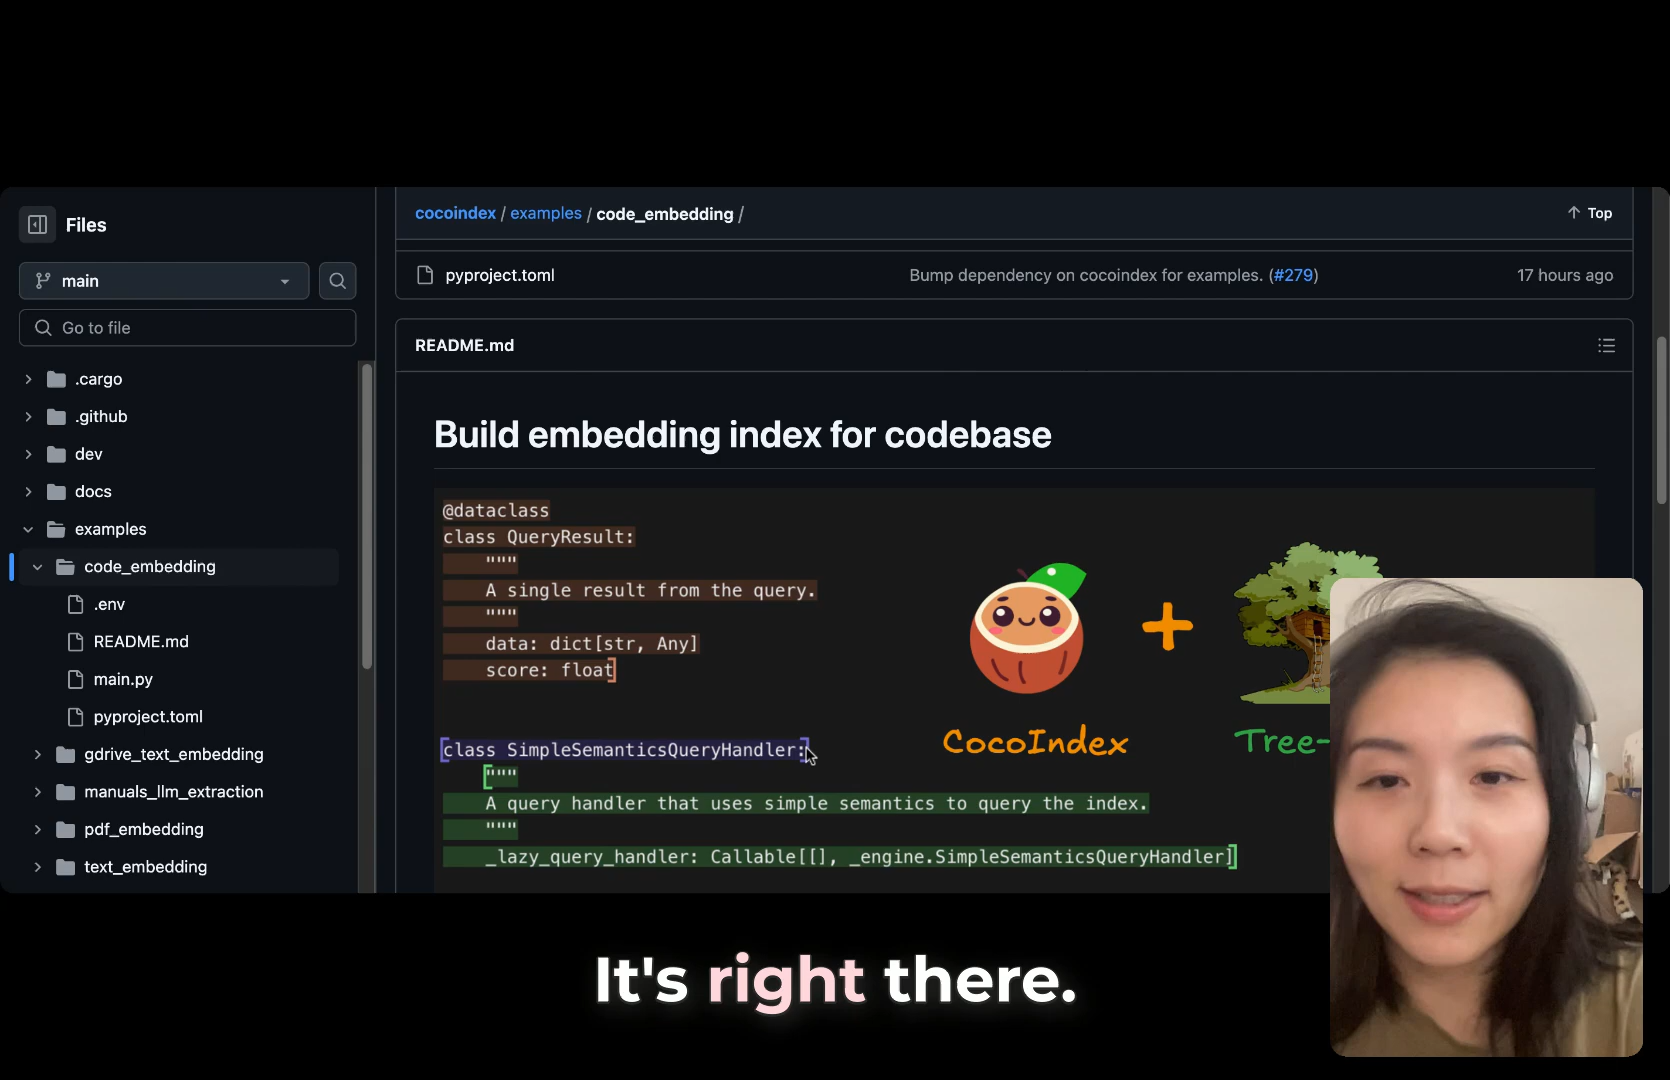 Files
main
Go to file
.cargo
.github
dev
docs
examples
code_embedding
.env
README.md
main.py
pyproject.toml
gdrive_text_embedding
manuals_llm_extraction
pdf_embedding
text_embedding
cocoindex / examples / code_embedding /
Top
pyproject.toml
Bump dependency on cocoindex for examples. (#279)
17 hours ago
README.md
Build embedding index for codebase
@dataclass
class QueryResult:
"""
A single result from the query.
"""
data: dict[str, Any]
score: float
class SimpleSemanticsQueryHandler:
"""
A query handler that uses simple semantics to query the index.
"""
_lazy_query_handler: Callable[[], _engine.SimpleSemanticsQueryHandler]
+
CocoIndex
Tree-
It's right there.